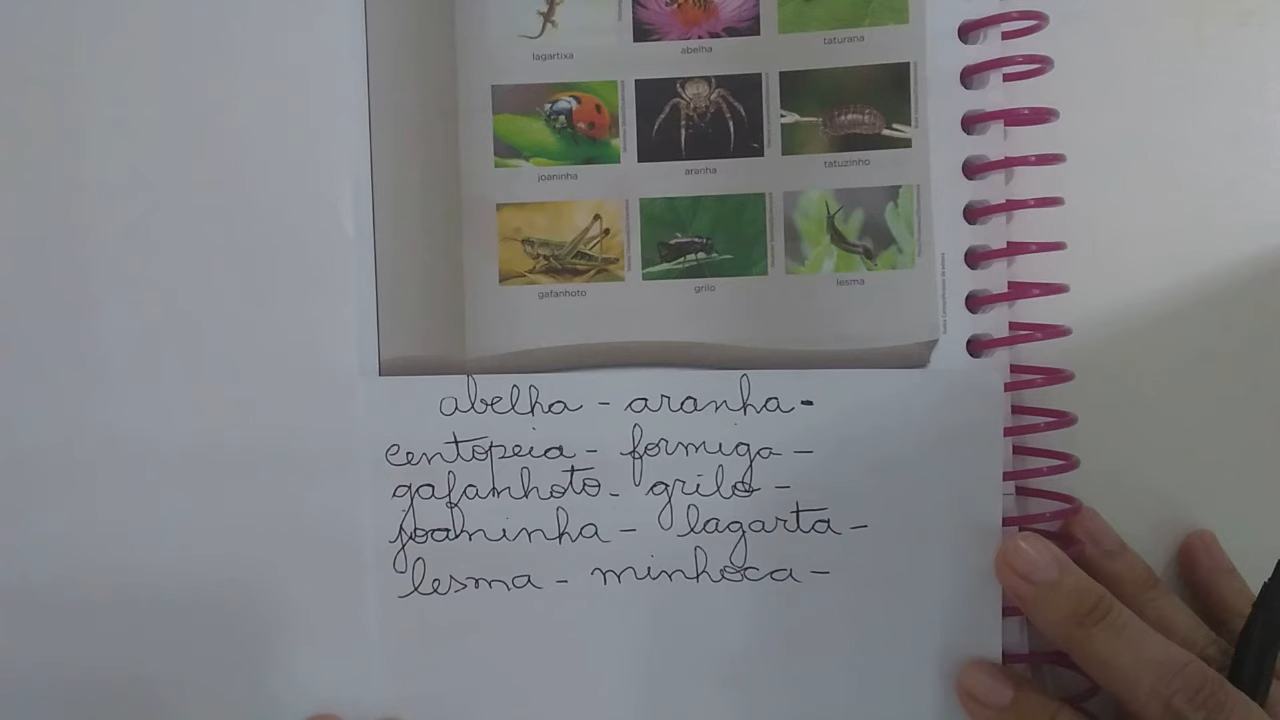 lagartixa abelha taturana
joaninha aranha tatuzinho
gafanhoto grilo lesma
abelha - aranha -
centopeia - formiga -
gafanhoto - grilo -
joaninha - lagarta -
lesma - minhoca -